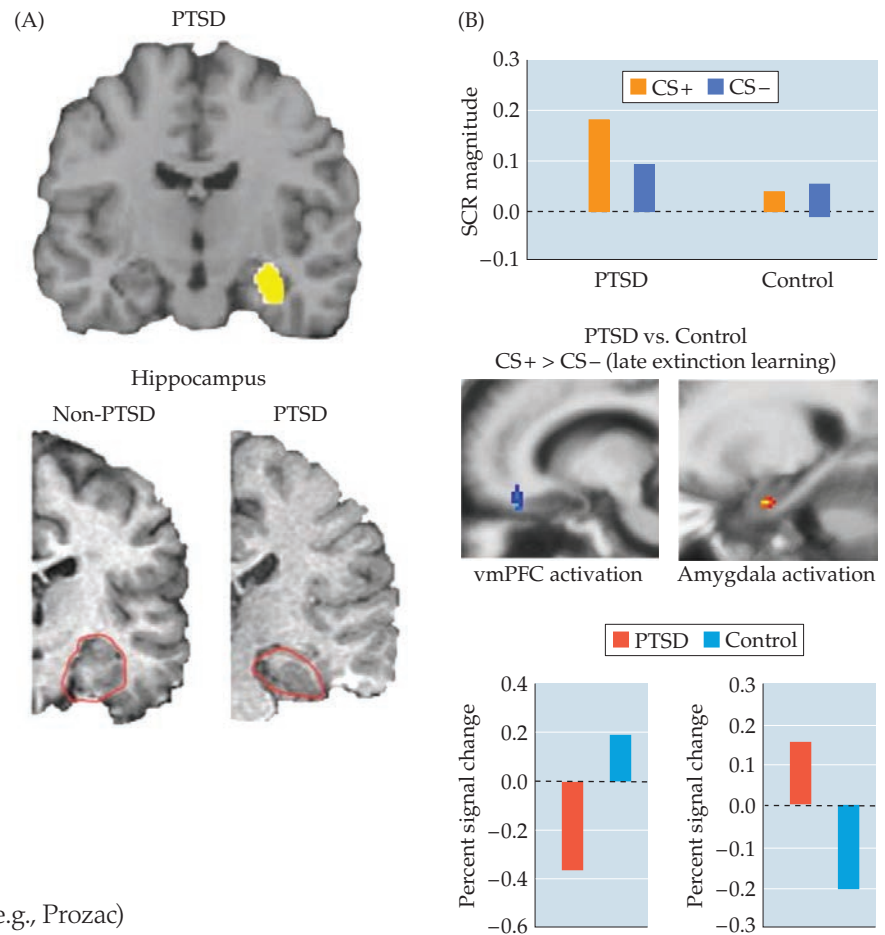 (A)
PTSD
Hippocampus
Non-PTSD PTSD
e.g., Prozac)
(B)
0.3
0.2
0.1
0.0
−0.1
SCR magnitude
CS+ CS−
PTSD Control
PTSD vs. Control
CS+ > CS− (late extinction learning)
vmPFC activation Amygdala activation
PTSD Control
0.4
0.2
0.0
−0.2
−0.4
−0.6
Percent signal change
0.3
0.2
0.1
0.0
−0.1
−0.2
−0.3
Percent signal change